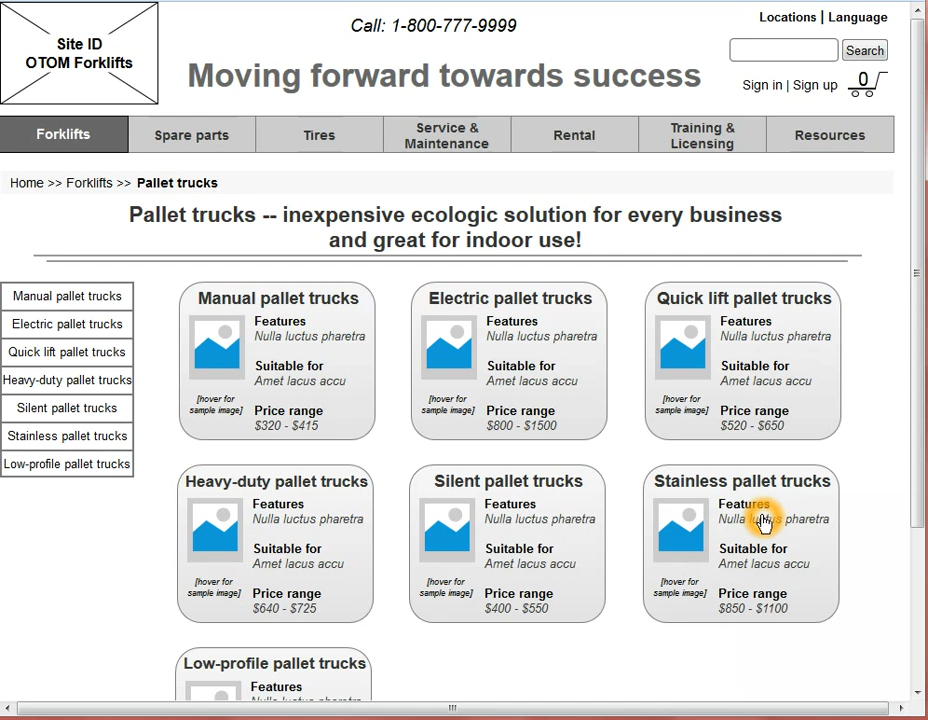 Site ID
OTOM Forklifts
Call: 1-800-777-9999
Locations | Language
Search
Moving forward towards success
Sign in | Sign up
0
Forklifts
Spare parts
Tires
Service &
Maintenance
Rental
Training &
Licensing
Resources
Home >> Forklifts >> Pallet trucks
Pallet trucks -- inexpensive ecologic solution for every business
and great for indoor use!
Manual pallet trucks
Electric pallet trucks
Quick lift pallet trucks
Heavy-duty pallet trucks
Silent pallet trucks
Stainless pallet trucks
Low-profile pallet trucks
Manual pallet trucks
Features
Nulla luctus pharetra
Suitable for
Amet lacus accu
[hover for
sample image]
Price range
$320 - $415
Electric pallet trucks
Features
Nulla luctus pharetra
Suitable for
Amet lacus accu
[hover for
sample image]
Price range
$800 - $1500
Quick lift pallet trucks
Features
Nulla luctus pharetra
Suitable for
Amet lacus accu
[hover for
sample image]
Price range
$520 - $650
Heavy-duty pallet trucks
Features
Nulla luctus pharetra
Suitable for
Amet lacus accu
[hover for
sample image]
Price range
$640 - $725
Silent pallet trucks
Features
Nulla luctus pharetra
Suitable for
Amet lacus accu
[hover for
sample image]
Price range
$400 - $550
Stainless pallet trucks
Features
Nulla luctus pharetra
Suitable for
Amet lacus accu
[hover for
sample image]
Price range
$850 - $1100
Low-profile pallet trucks
Features